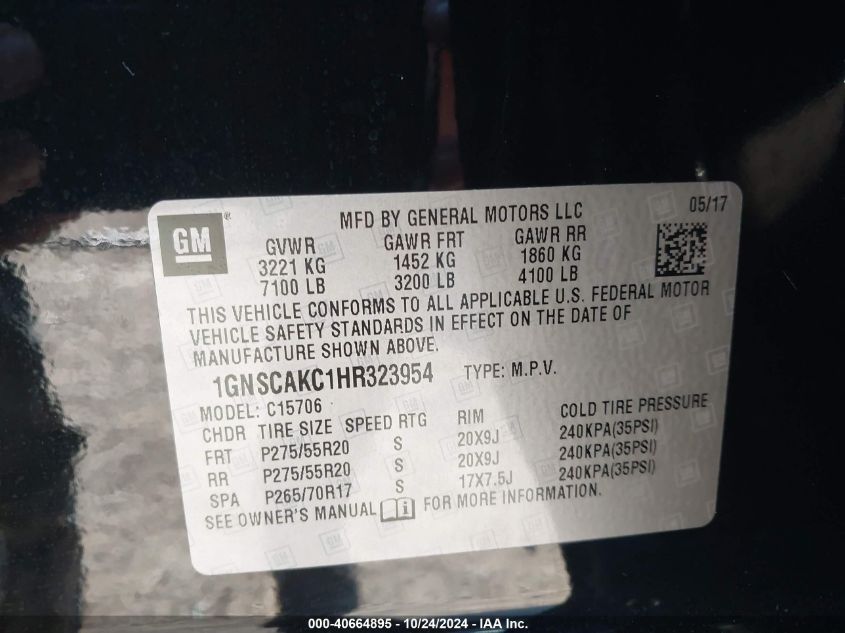 GM ® MFD BY GENERAL MOTORS LLC 05/17
GVWR GAWR FRT GAWR RR
3221 KG 1452 KG 1860 KG
7100 LB 3200 LB 4100 LB
THIS VEHICLE CONFORMS TO ALL APPLICABLE U.S. FEDERAL MOTOR
VEHICLE SAFETY STANDARDS IN EFFECT ON THE DATE OF
MANUFACTURE SHOWN ABOVE.
1GNSCAKC1HR323954 TYPE: M.P.V.
MODEL: C15706
CHDR TIRE SIZE SPEED RTG RIM COLD TIRE PRESSURE
FRT P275/55R20 S 20X9J 240KPA(35PSI)
RR P275/55R20 S 20X9J 240KPA(35PSI)
SPA P265/70R17 S 17X7.5J 240KPA(35PSI)
SEE OWNER'S MANUAL FOR MORE INFORMATION.
000-40664895 - 10/24/2024 - IAA Inc.